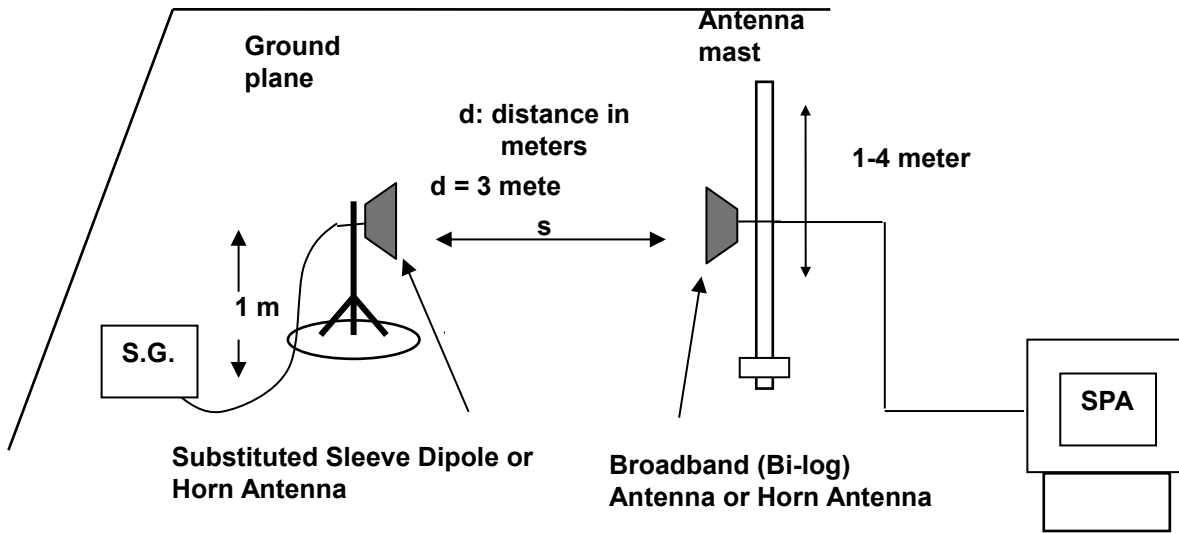 Ground
plane
Antenna
mast
d: distance in
meters
d = 3 mete
s
1-4 meter
1 m
S.G.
SPA
Substituted Sleeve Dipole or
Horn Antenna
Broadband (Bi-log)
Antenna or Horn Antenna